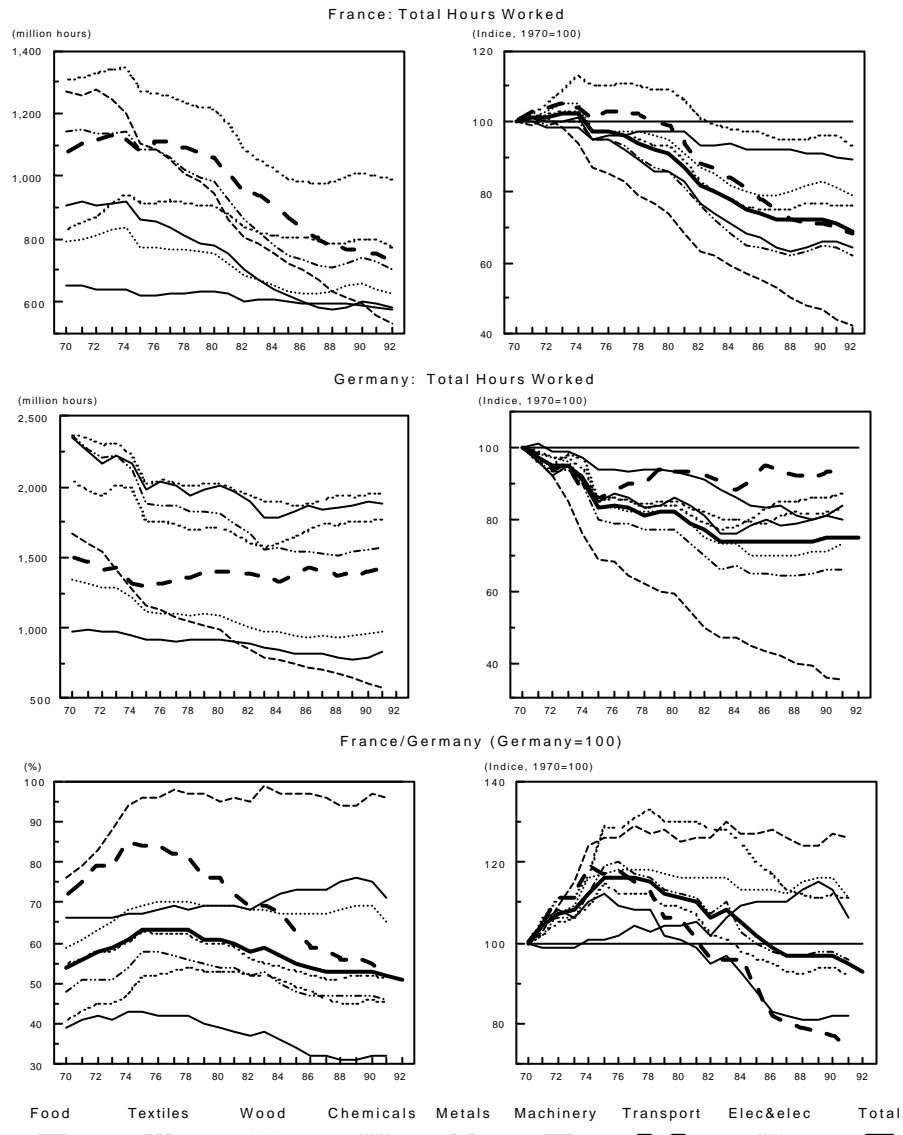 France: Total Hours Worked
(million hours) (Indice, 1970=100)
1,400 120
1,200 100
1,000 80
800 60
600 40
70 72 74 76 78 80 82 84 86 88 90 92 70 72 74 76 78 80 82 84 86 88 90 92
Germany: Total Hours Worked
(million hours) (Indice, 1970=100)
2,500 100
2,000 80
1,500 60
1,000 40
500
70 72 74 76 78 80 82 84 86 88 90 92 70 72 74 76 78 80 82 84 86 88 90 92
France/Germany (Germany=100)
(%) (Indice, 1970=100)
100 140
90 120
80 100
70 80
60
50
40
30
70 72 74 76 78 80 82 84 86 88 90 92 70 72 74 76 78 80 82 84 86 88 90 92
Food Textiles Wood Chemicals Metals Machinery Transport Elec&elec Total